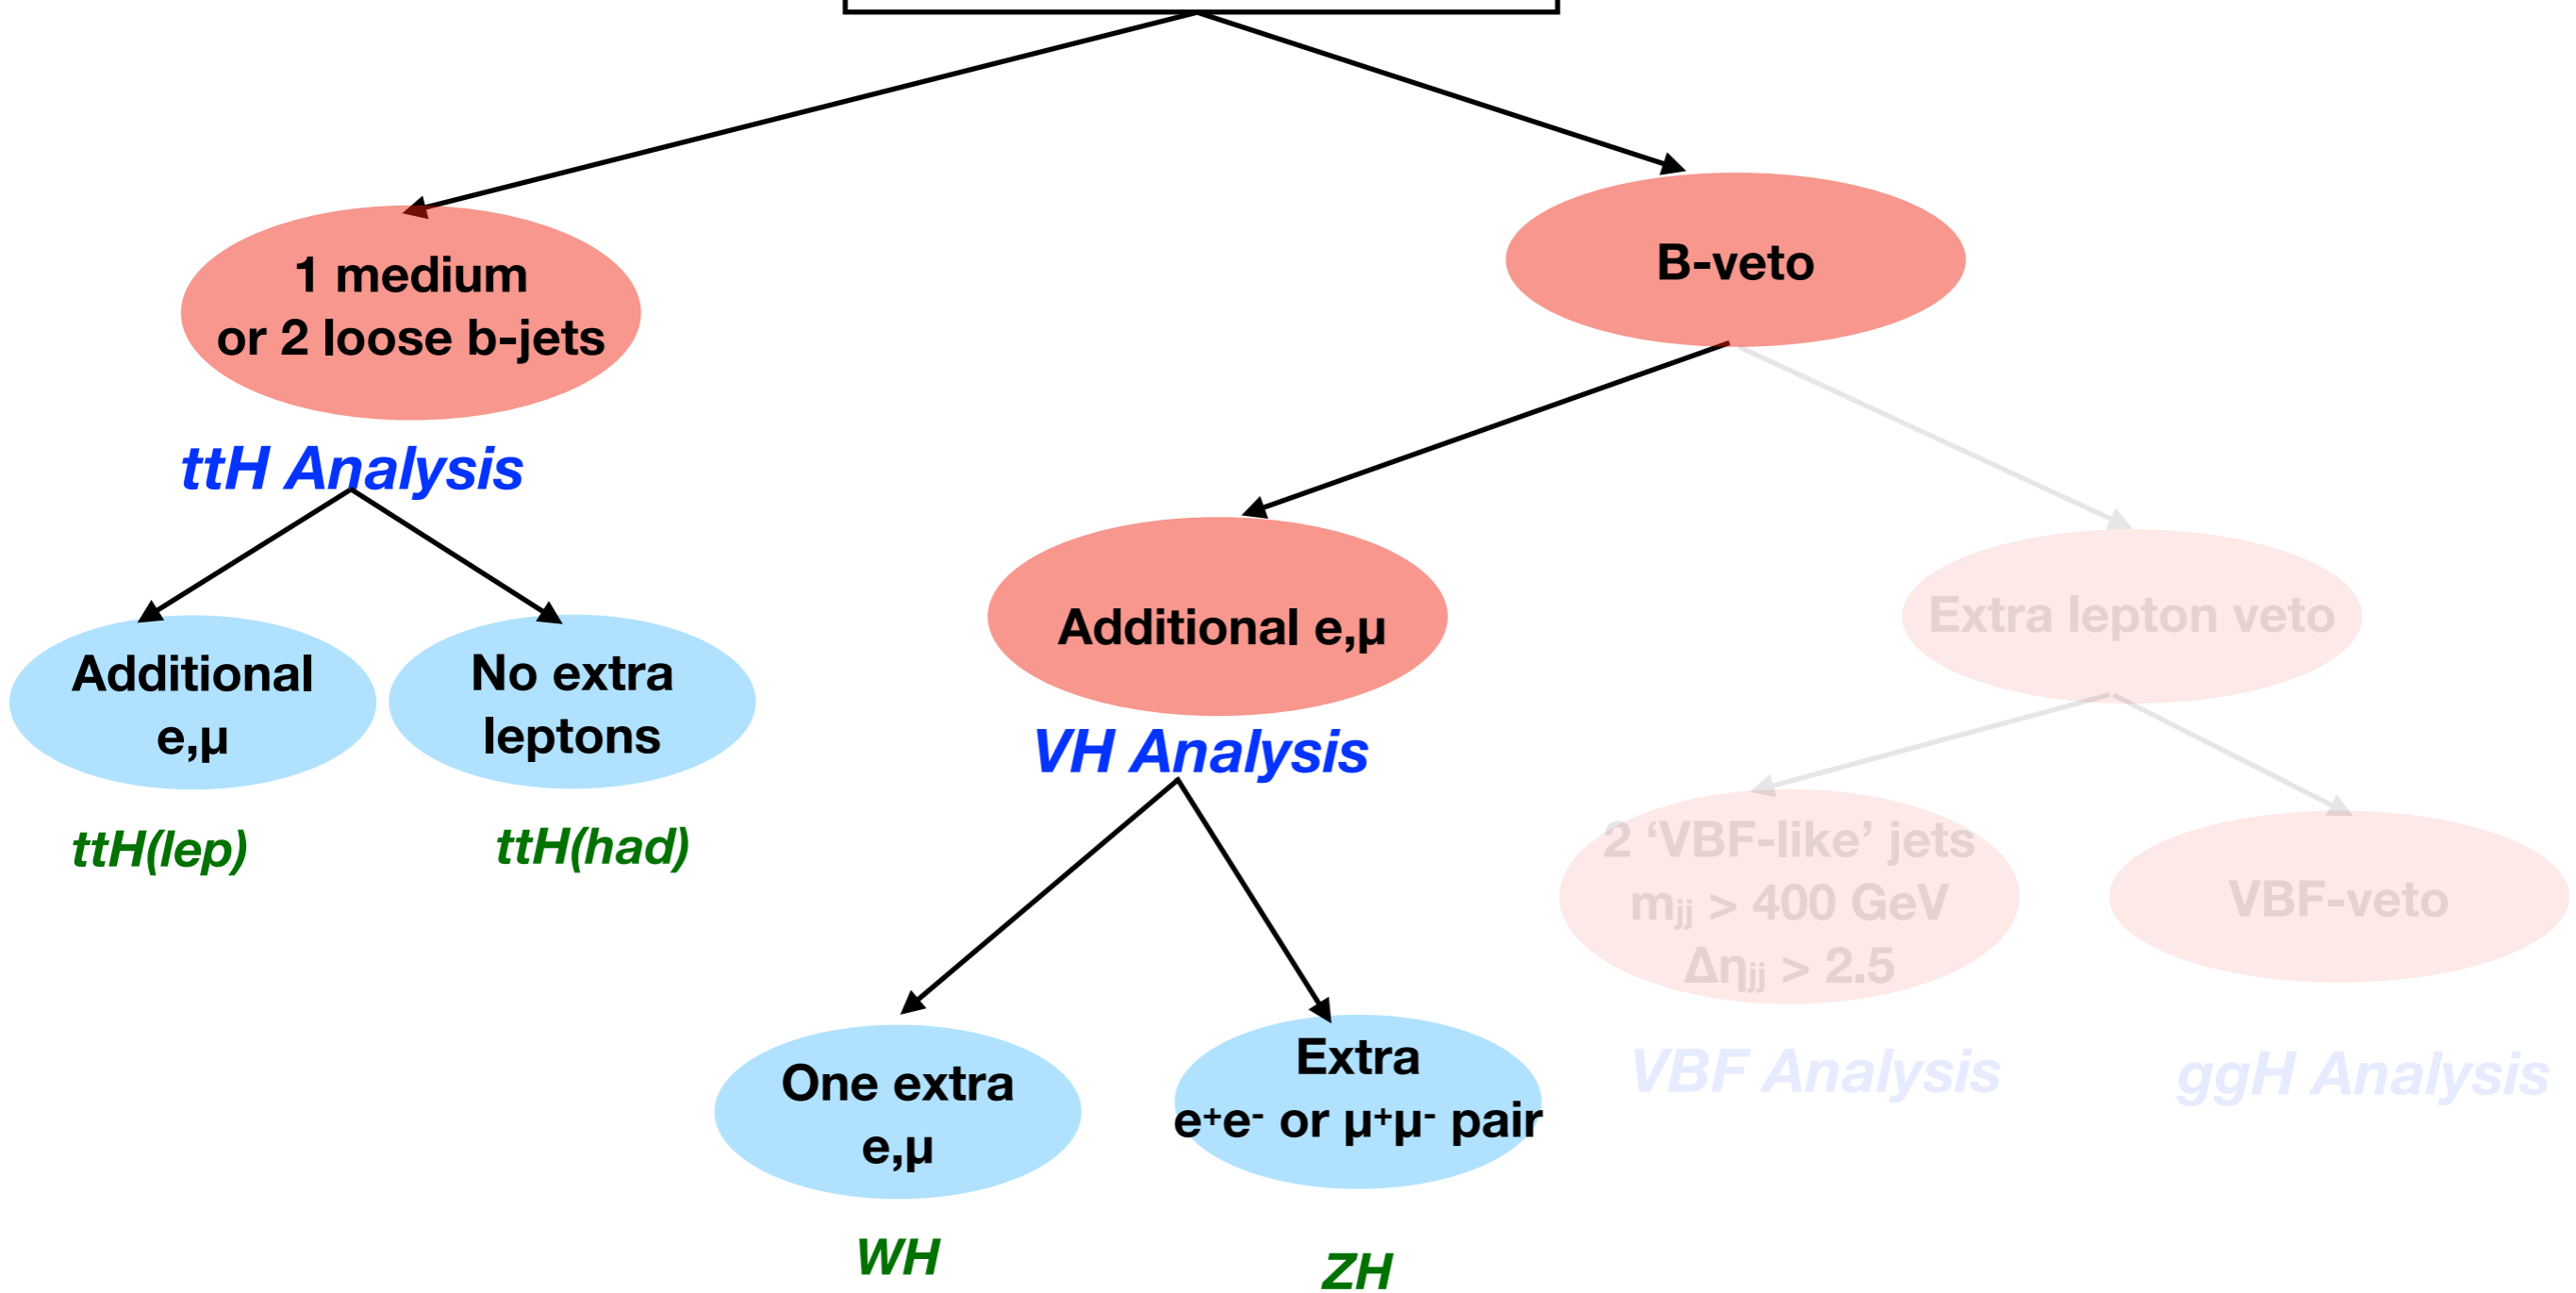 1 medium
or 2 loose b-jets
B-veto
ttH Analysis
Additional
e,μ
No extra
leptons
ttH(lep)
ttH(had)
Additional e,μ
VH Analysis
Extra lepton veto
2 ‘VBF-like’ jets
mjj > 400 GeV
Δηjj > 2.5
VBF-veto
VBF Analysis
ggH Analysis
One extra
e,μ
Extra
e⁺e⁻ or μ⁺μ⁻ pair
WH
ZH